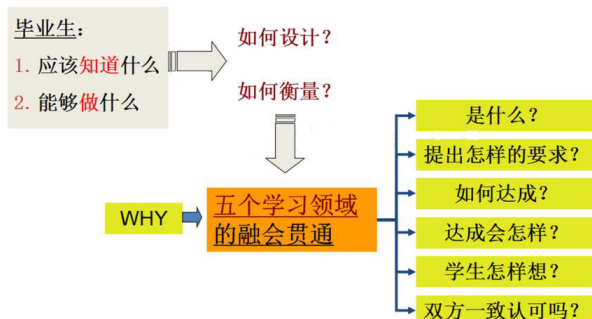 毕业生：
1. 应该知道什么
2. 能够做什么
如何设计？
如何衡量？
WHY
五个学习领域
的融会贯通
是什么？
提出怎样的要求？
如何达成？
达成会怎样？
学生怎样想？
双方一致认可吗？